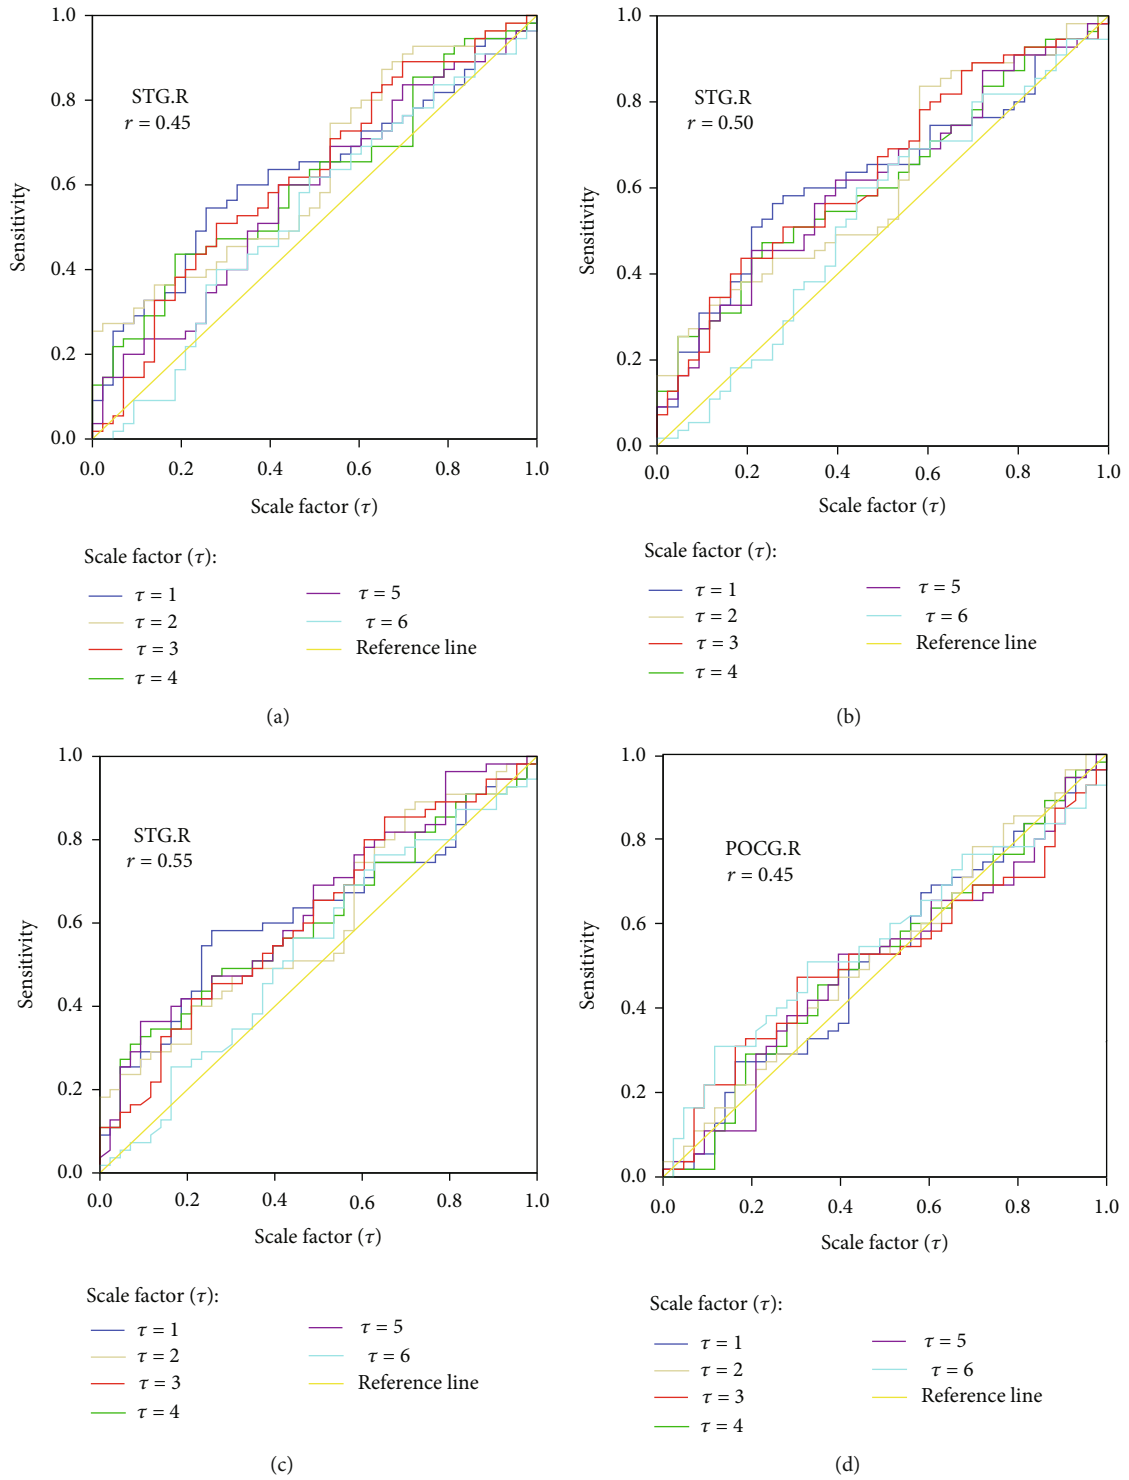 1.0
0.8
0.6
0.4
0.2
0.0
Sensitivity
STG.R
r = 0.45
0.0 0.2 0.4 0.6 0.8 1.0
Scale factor (τ)
Scale factor (τ):
τ = 1
τ = 2
τ = 3
τ = 4
τ = 5
τ = 6
Reference line
(a)
1.0
0.8
0.6
0.4
0.2
0.0
Sensitivity
STG.R
r = 0.50
0.0 0.2 0.4 0.6 0.8 1.0
Scale factor (τ)
Scale factor (τ):
τ = 1
τ = 2
τ = 3
τ = 4
τ = 5
τ = 6
Reference line
(b)
1.0
0.8
0.6
0.4
0.2
0.0
Sensitivity
STG.R
r = 0.55
0.0 0.2 0.4 0.6 0.8 1.0
Scale factor (τ)
Scale factor (τ):
τ = 1
τ = 2
τ = 3
τ = 4
τ = 5
τ = 6
Reference line
(c)
1.0
0.8
0.6
0.4
0.2
0.0
Sensitivity
POCG.R
r = 0.45
0.0 0.2 0.4 0.6 0.8 1.0
Scale factor (τ)
Scale factor (τ):
τ = 1
τ = 2
τ = 3
τ = 4
τ = 5
τ = 6
Reference line
(d)